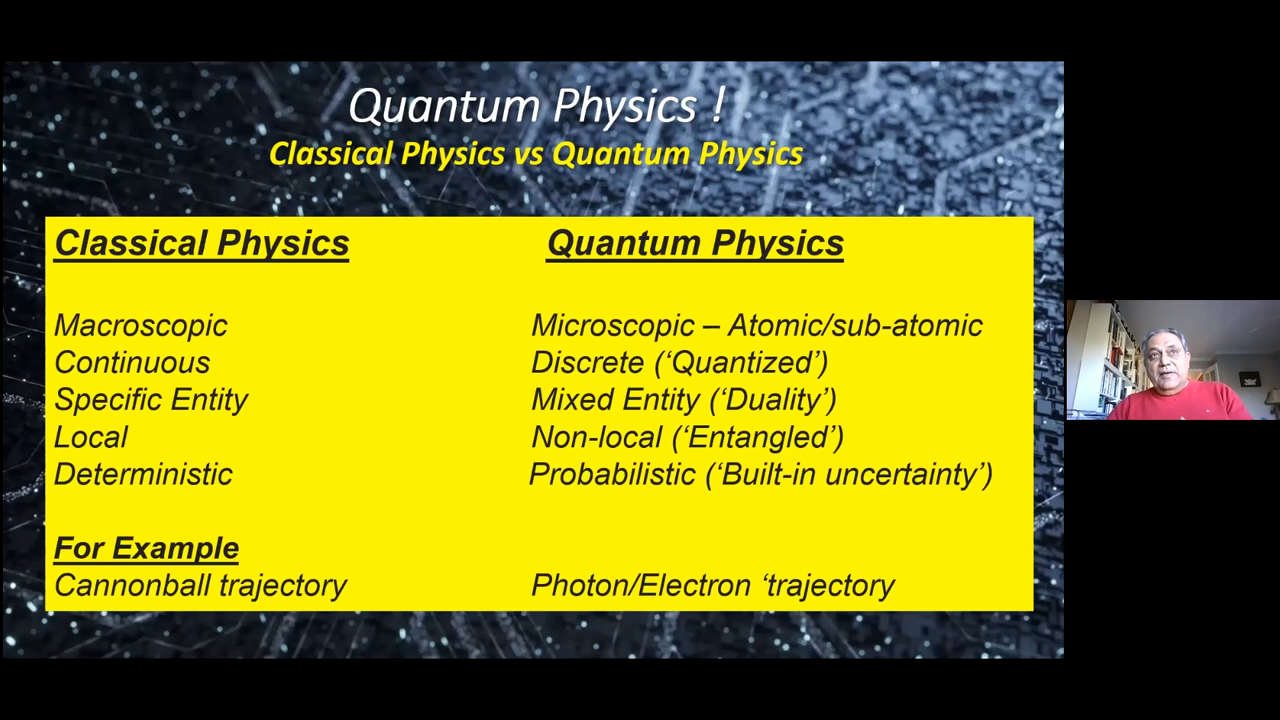 Quantum Physics !
Classical Physics vs Quantum Physics
Classical Physics Quantum Physics
Macroscopic Microscopic – Atomic/sub-atomic
Continuous Discrete (‘Quantized’)
Specific Entity Mixed Entity (‘Duality’)
Local Non-local (‘Entangled’)
Deterministic Probabilistic (‘Built-in uncertainty’)
For Example
Cannonball trajectory Photon/Electron ‘trajectory